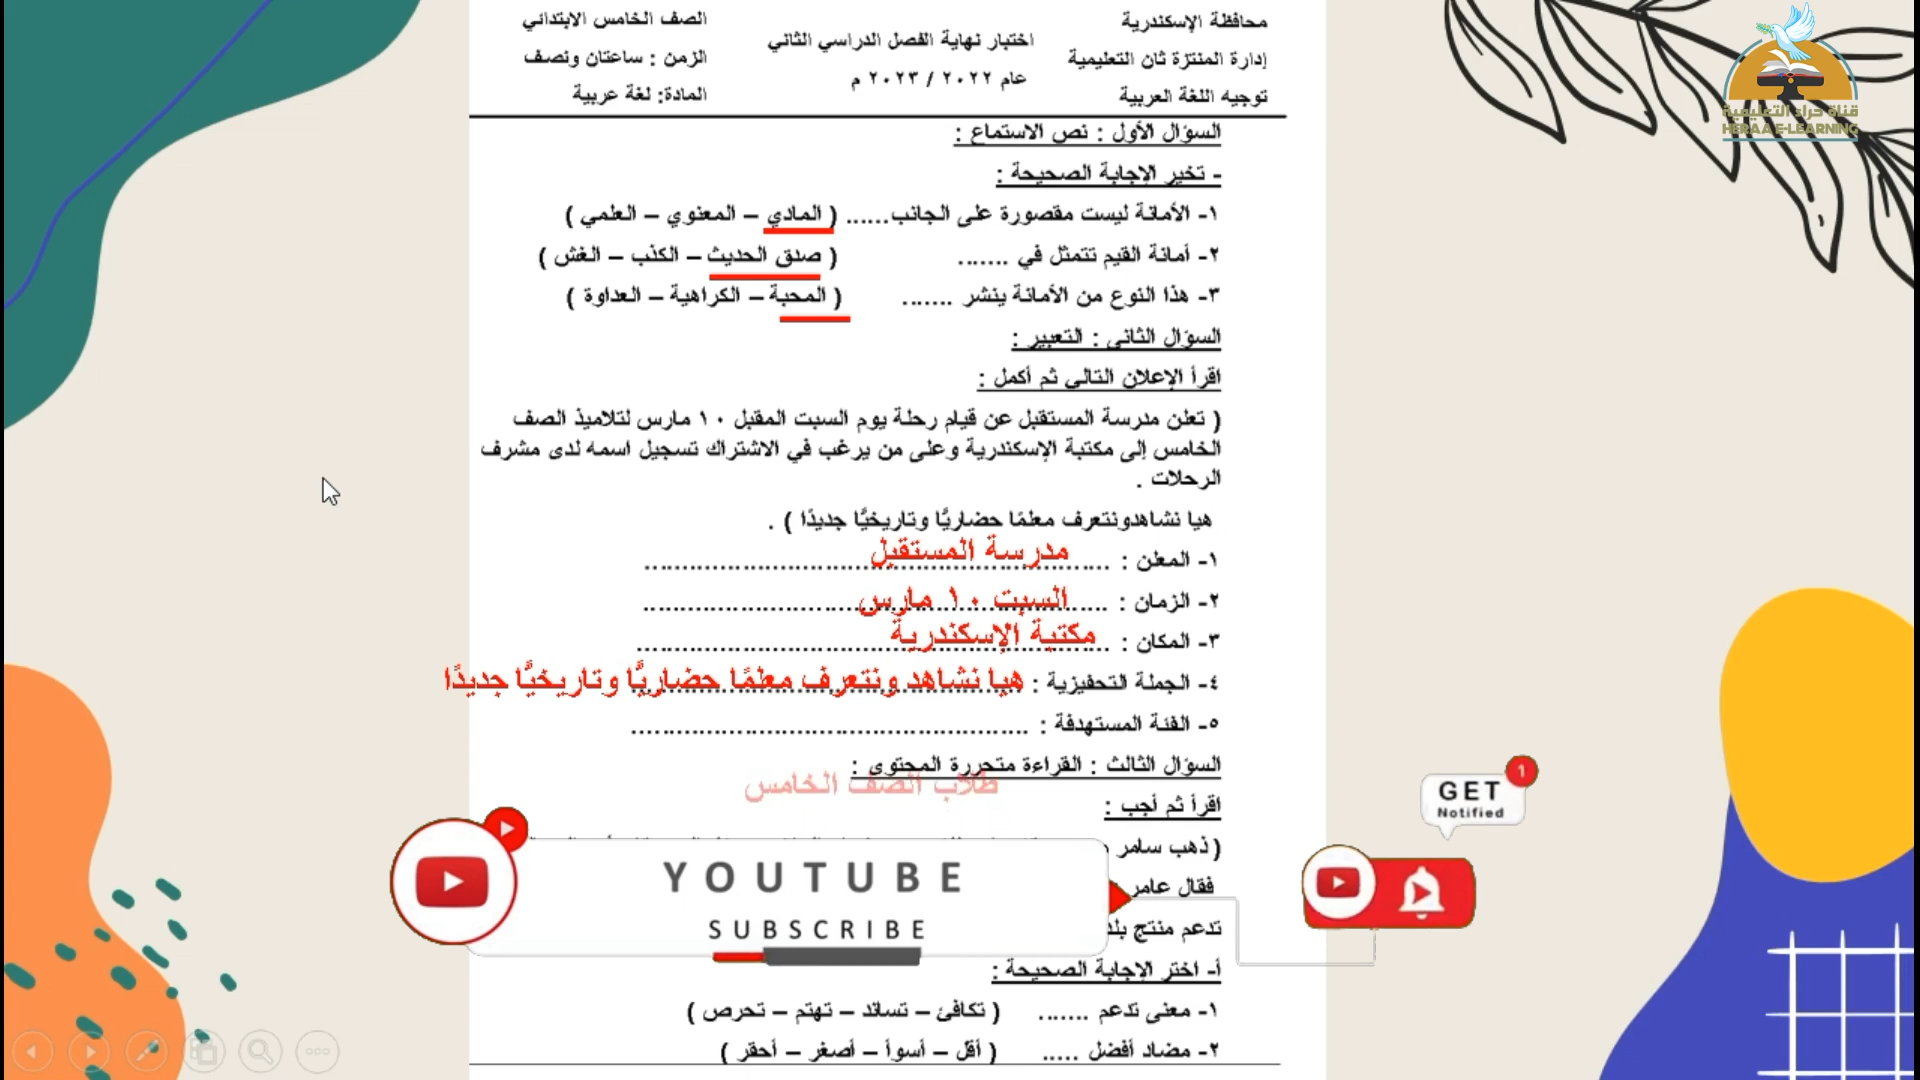 محافظة الإسكندرية
إدارة المنتزة ثان التعليمية
توجيه اللغة العربية
اختبار نهاية الفصل الدراسي الثاني
عام ٢٠٢٢ / ٢٠٢٣ م
الصف الخامس الابتدائي
الزمن : ساعتان ونصف
المادة: لغة عربية
قناة حراء التعليمية
HERAA E-LEARNING
السؤال الأول : نص الاستماع :
- تخير الإجابة الصحيحة :
١- الأمانة ليست مقصورة على الجانب...... ( المادي – المعنوي – العلمي )
٢- أمانة القيم تتمثل في ....... ( صدق الحديث – الكذب – الغش )
٣- هذا النوع من الأمانة ينشر ....... ( المحبة – الكراهية – العداوة )
السؤال الثاني : التعبير :
اقرأ الإعلان التالي ثم أكمل :
( تعلن مدرسة المستقبل عن قيام رحلة يوم السبت المقبل ١٠ مارس لتلاميذ الصف
الخامس إلى مكتبة الإسكندرية وعلى من يرغب في الاشتراك تسجيل اسمه لدى مشرف
الرحلات .
هيا نشاهدونتعرف معلمًا حضاريًّا وتاريخيًّا جديدًا ) .
١- المعلن : مدرسة المستقبل
٢- الزمان : السبت ١٠ مارس
٣- المكان : مكتبة الإسكندرية
٤- الجملة التحفيزية : هيا نشاهد ونتعرف معلمًا حضاريًّا وتاريخيًّا جديدًا
٥- الفئة المستهدفة : ......................................................
السؤال الثالث : القراءة متحررة المحتوى :
طلاب الصف الخامس
اقرأ ثم أجب :
( ذهب سامر
فقال عامر
تدعم منتج
YOUTUBE
SUBSCRIBE
GET
Notified
1
أ- اختر الإجابة الصحيحة :
١- معنى تدعم ....... ( تكافئ – تساند – تهتم – تحرص )
٢- مضاد أفضل ..... ( أقل – أسوأ – أصغر – أحقر )